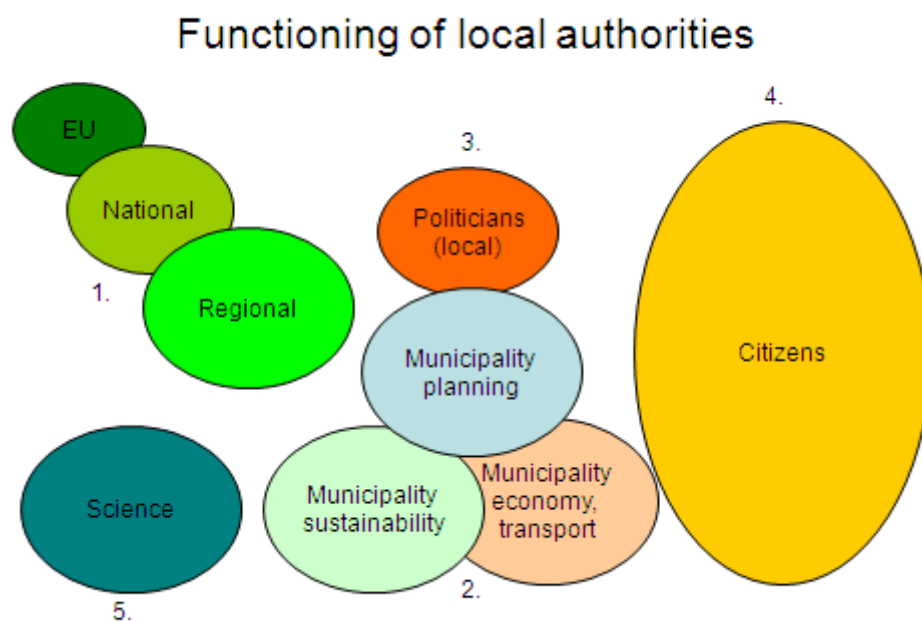 Functioning of local authorities
EU
National
1.
Regional
3.
Politicians
(local)
Municipality
planning
4.
Citizens
Science
5.
Municipality
sustainability
Municipality
economy,
transport
2.